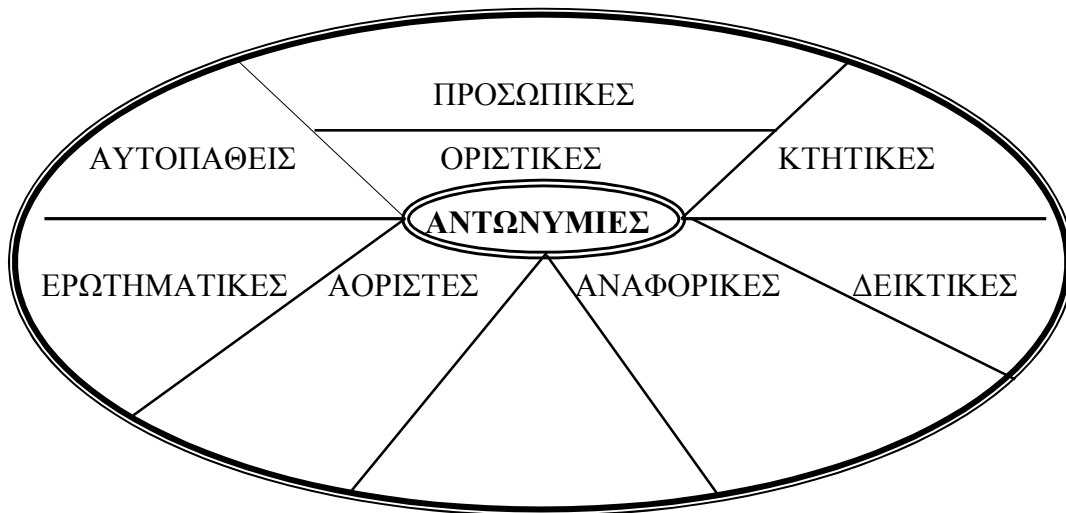 ΠΡΟΣΩΠΙΚΕΣ
ΑΥΤΟΠΑΘΕΙΣ ΟΡΙΣΤΙΚΕΣ ΚΤΗΤΙΚΕΣ
ΑΝΤΩΝΥΜΙΕΣ
ΕΡΩΤΗΜΑΤΙΚΕΣ ΑΟΡΙΣΤΕΣ ΑΝΑΦΟΡΙΚΕΣ ΔΕΙΚΤΙΚΕΣ